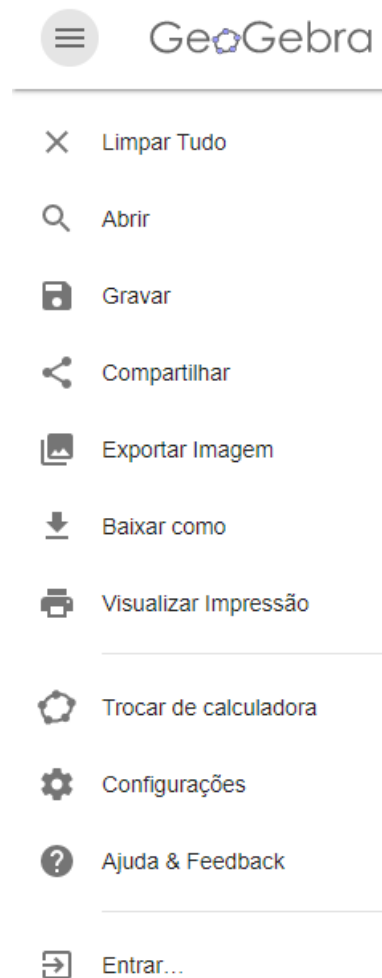 GeoGebra
Limpar Tudo
Abrir
Gravar
Compartilhar
Exportar Imagem
Baixar como
Visualizar Impressão
Trocar de calculadora
Configurações
Ajuda & Feedback
Entrar...